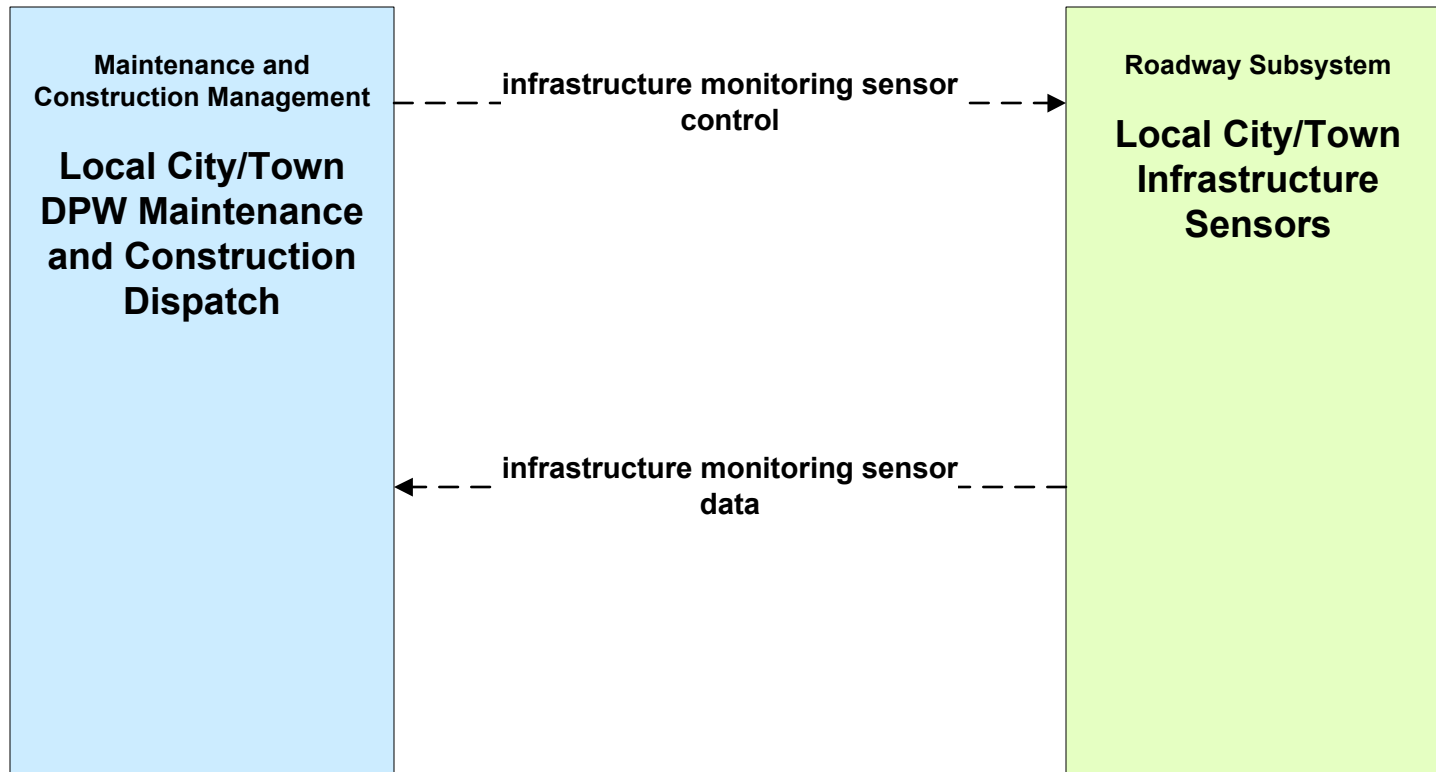 Maintenance and
Construction Management
Local City/Town
DPW Maintenance
and Construction
Dispatch
infrastructure monitoring sensor
control
Roadway Subsystem
Local City/Town
Infrastructure
Sensors
infrastructure monitoring sensor
data